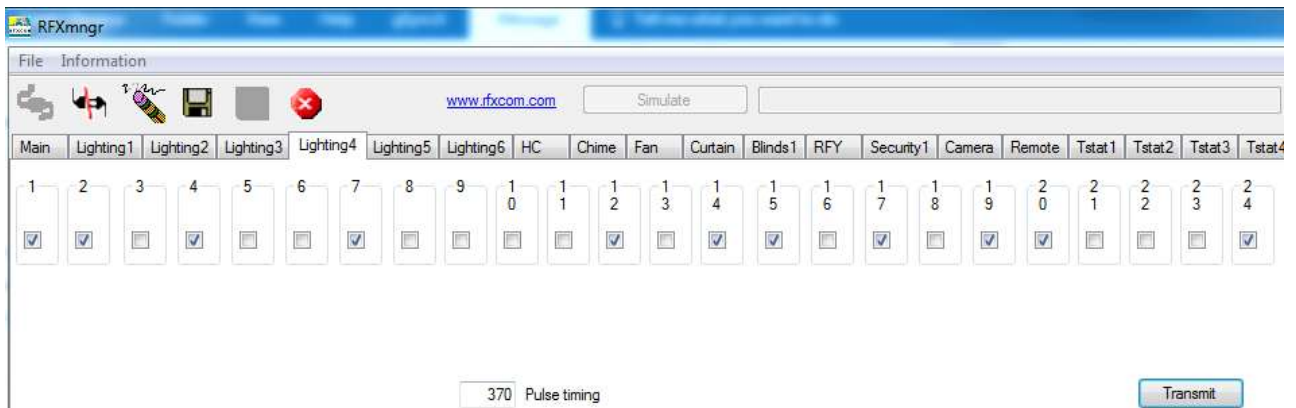 RFXmngr
File Information
www.rfxcom.com Simulate
Main Lighting1 Lighting2 Lighting3 Lighting4 Lighting5 Lighting6 HC Chime Fan Curtain Blinds1 RFY Security1 Camera Remote Tstat1 Tstat2 Tstat3 Tstat4
1 2 3 4 5 6 7 8 9 10 11 12 13 14 15 16 17 18 19 20 21 22 23 24
370 Pulse timing Transmit